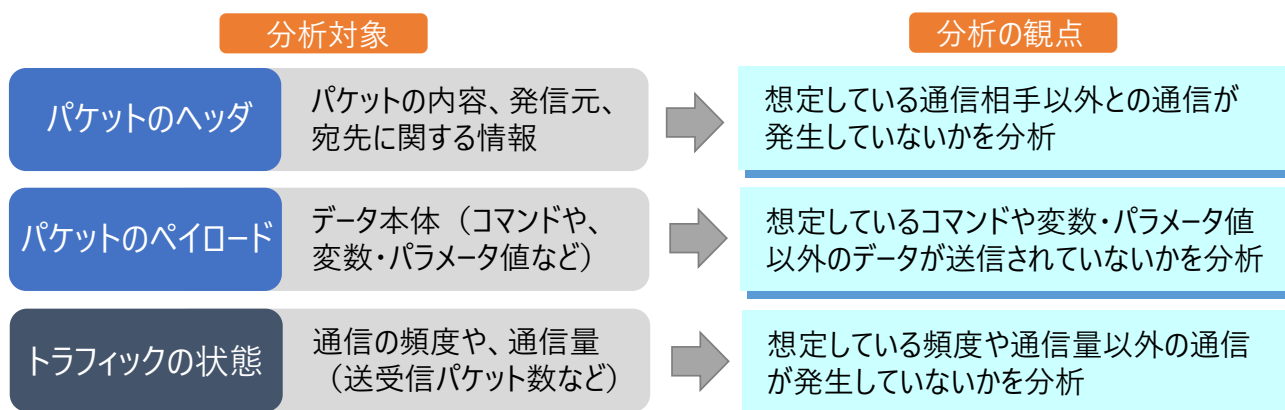 分析対象
分析の観点
パケットのヘッダ
パケットの内容、発信元、
宛先に関する情報
想定している通信相手以外との通信が
発生していないかを分析
パケットのペイロード
データ本体（コマンドや、
変数・パラメータ値など）
想定しているコマンドや変数・パラメータ値
以外のデータが送信されていないかを分析
トラフィックの状態
通信の頻度や、通信量
（送受信パケット数など）
想定している頻度や通信量以外の通信
が発生していないかを分析